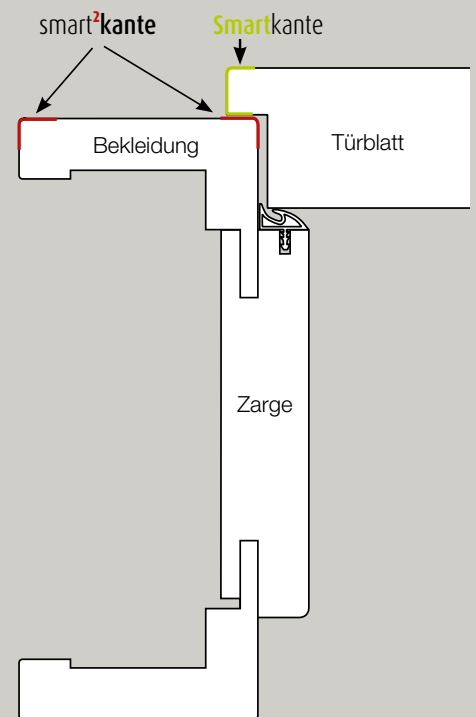 smart²kante
Smartkante
Bekleidung
Türblatt
Zarge